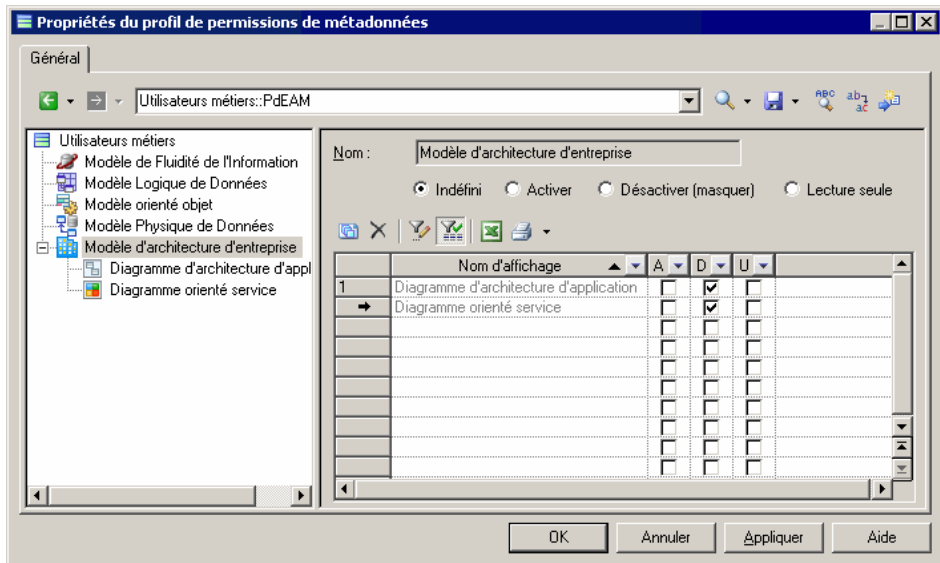 Propriétés du profil de permissions de métadonnées
Général
Utilisateurs métiers::PdEAM
ABC
ab
ac
Utilisateurs métiers
Modèle de Fluidité de l'Information
Modèle Logique de Données
Modèle orienté objet
Modèle Physique de Données
Modèle d'architecture d'entreprise
Diagramme d'architecture d'appl
Diagramme orienté service
Nom :
Modèle d'architecture d'entreprise
Indéfini Activer Désactiver (masquer) Lecture seule
Nom d'affichage A D U
1 Diagramme d'architecture d'application
Diagramme orienté service
OK Annuler Appliquer Aide